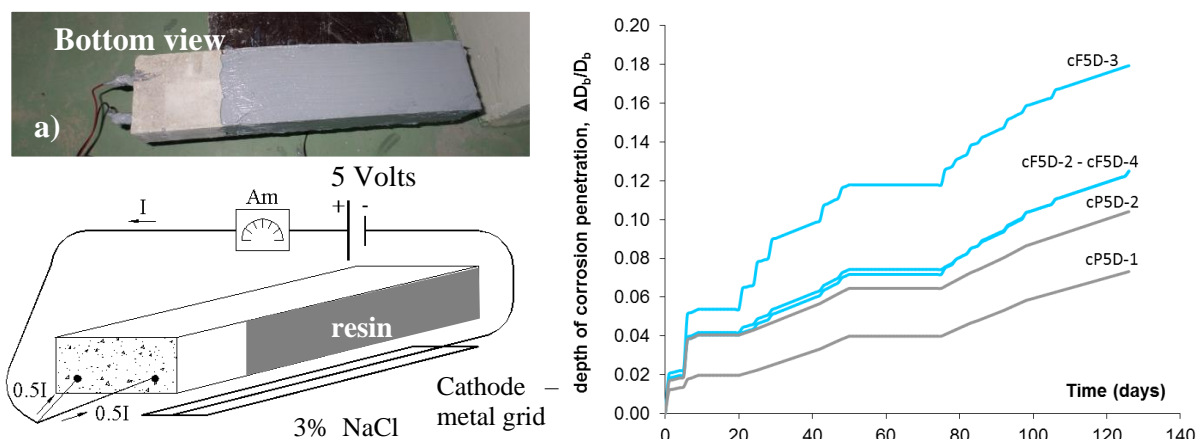 Bottom view
a)
5 Volts
Am
+ -
I
resin
0.5I
0.5I
Cathode –
metal grid
3% NaCl
depth of corrosion penetration, ΔD_b/D_b
0.20
0.18
0.16
0.14
0.12
0.10
0.08
0.06
0.04
0.02
0.00
cF5D-3
cF5D-2 - cF5D-4
cP5D-2
cP5D-1
Time (days)
0 20 40 60 80 100 120 140